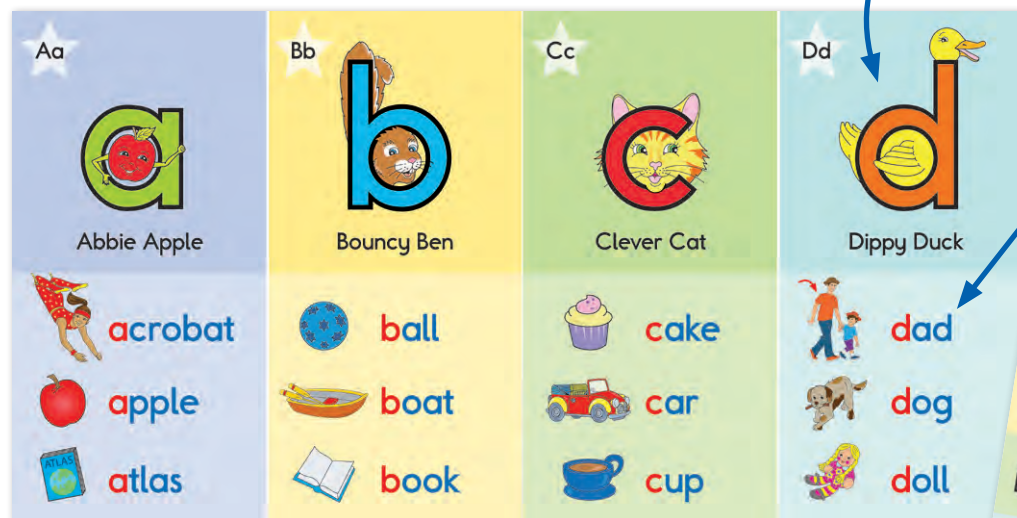 Aa
Abbie Apple
acrobat
apple
ATLAS
atlas
Bb
Bouncy Ben
ball
boat
book
Cc
Clever Cat
cake
car
cup
Dd
Dippy Duck
dad
dog
doll